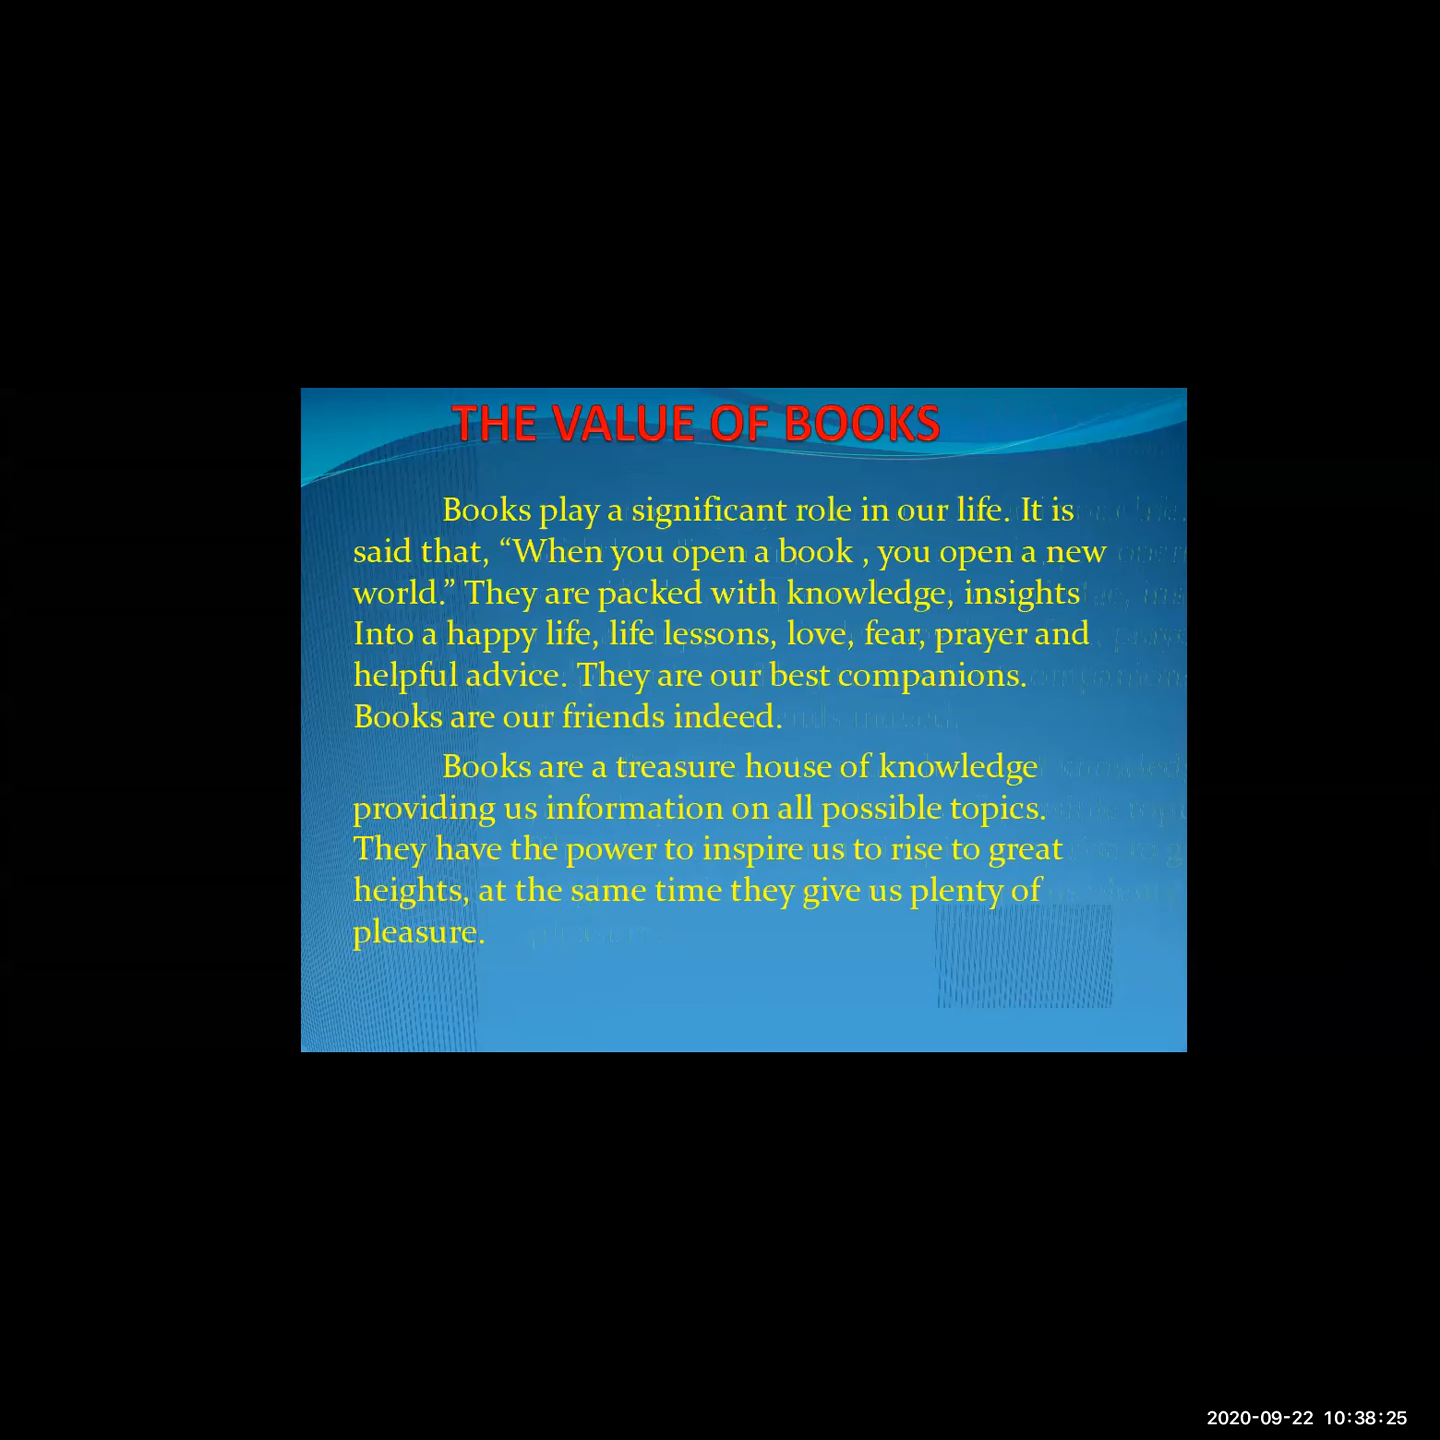 THE VALUE OF BOOKS
Books play a significant role in our life. It is
said that, “When you open a book , you open a new
world.” They are packed with knowledge, insights
Into a happy life, life lessons, love, fear, prayer and
helpful advice. They are our best companions.
Books are our friends indeed.
Books are a treasure house of knowledge
providing us information on all possible topics.
They have the power to inspire us to rise to great
heights, at the same time they give us plenty of
pleasure.
2020-09-22 10:38:25